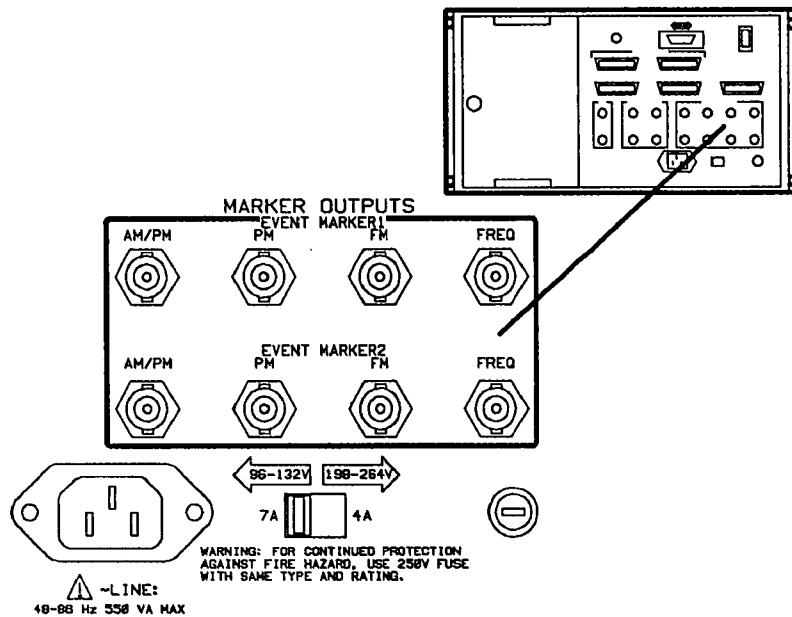 MARKER OUTPUTS
EVENT MARKER1
AM/PM PM FM FREQ
EVENT MARKER2
AM/PM PM FM FREQ
96-132V 198-264V
7A 4A
WARNING: FOR CONTINUED PROTECTION
AGAINST FIRE HAZARD, USE 250V FUSE
WITH SAME TYPE AND RATING.
~LINE:
48-66 Hz 550 VA MAX